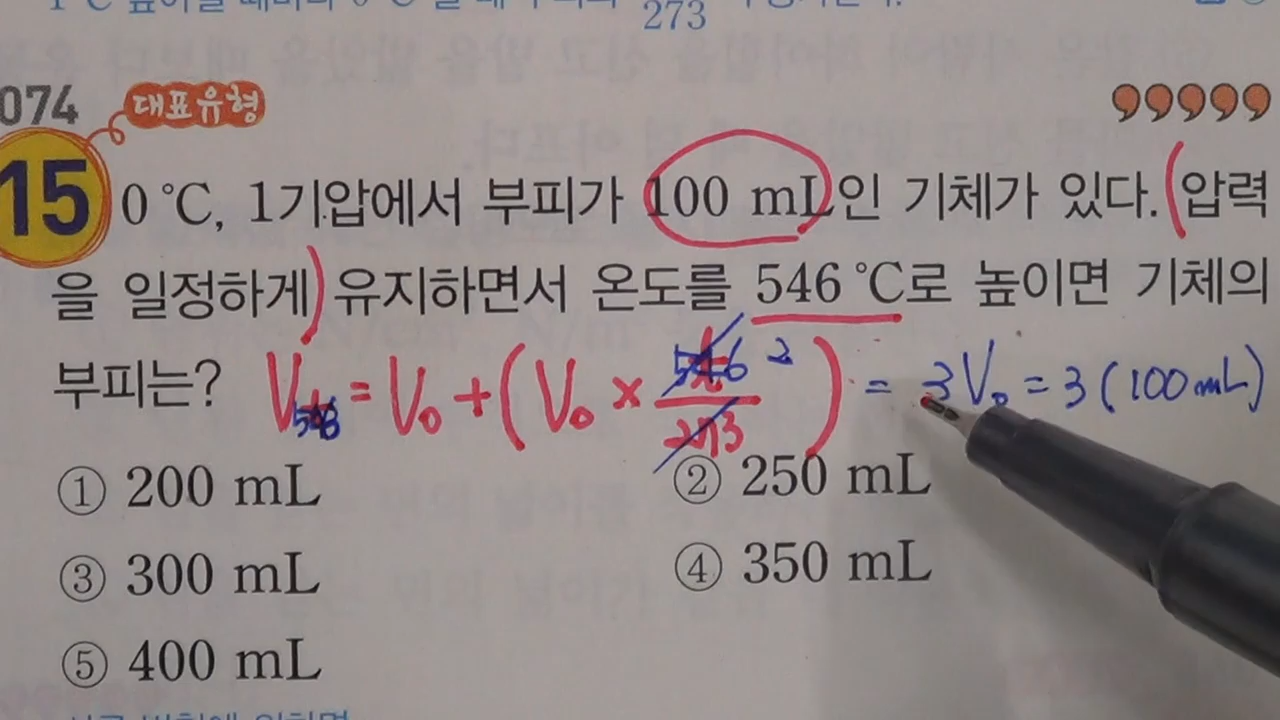 273
074 대표유형
15 0 ℃, 1기압에서 부피가 100 mL인 기체가 있다. (압력
을 일정하게) 유지하면서 온도를 546 ℃로 높이면 기체의
부피는? V₅₄₆ = V₀ + (V₀ × 546/273 2) = 3V₀ = 3 (100mL)
① 200 mL ② 250 mL
③ 300 mL ④ 350 mL
⑤ 400 mL